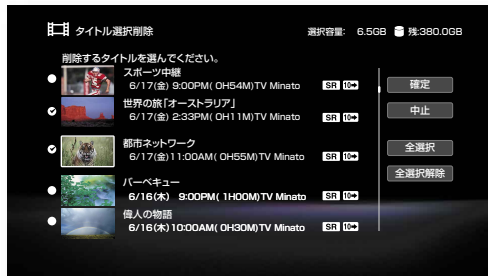 タイトル選択削除
選択容量: 6.5GB 残:380.0GB
削除するタイトルを選んでください。
スポーツ中継
6/17(金) 9:00PM( 0H54M)TV Minato SR 10
確定
世界の旅「オーストラリア」
6/17(金) 2:33PM( 0H11M)TV Minato SR 10
中止
都市ネットワーク
6/17(金)11:00AM( 0H55M)TV Minato SR 10
全選択
全選択解除
バーベキュー
6/16(木) 9:00PM( 1H00M)TV Minato SR 10
偉人の物語
6/16(木)10:00AM( 0H30M)TV Minato SR 10